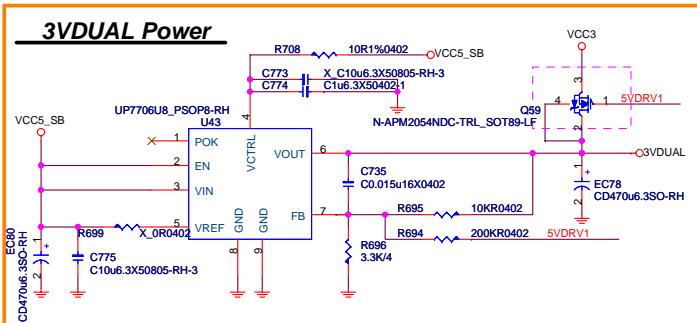 3VDUAL Power
R708 10R1%0402
VCC5_SB
VCC3
C773 X_C10u6.3X50805-RH-3
C774 C1u6.3X50402-1
UP7706U8_PSOP8-RH
U43
VCC5_SB
4
3
Q59
4
1
5VDRV1
N-APM2054NDC-TRL_SOT89-LF
2
1 POK
2 EN
3 VIN
5 VREF
VCTRL
VOUT 6
FB 7
GND
GND
8
9
3VDUAL
C735
C0.015u16X0402
1
EC78
CD470u6.3SO-RH
2
R695 10KR0402
R694 200KR0402
5VDRV1
R696
3.3K/4
R699 X_0R0402
EC80
CD470u6.3SO-RH
1
2
C775
C10u6.3X50805-RH-3